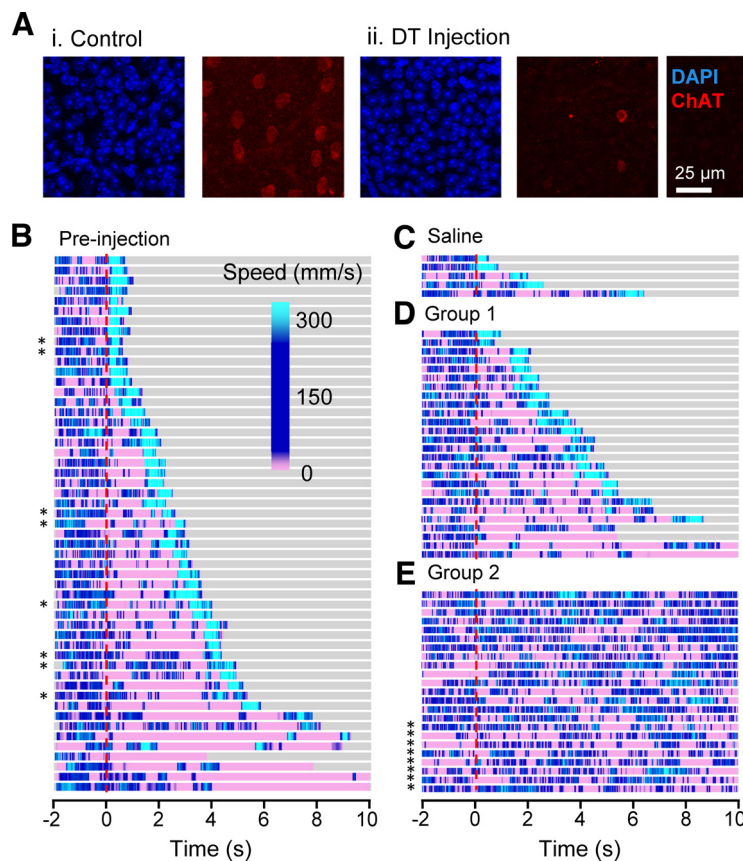 A
i. Control
ii. DT Injection
DAPI
ChAT
25 µm
B
Pre-injection
Speed (mm/s)
300
150
0
*
*
*
*
*
*
*
*
-2 0 2 4 6 8 10
Time (s)
C Saline
D Group 1
E Group 2
*
*
*
*
*
*
*
*
-2 0 2 4 6 8 10
Time (s)